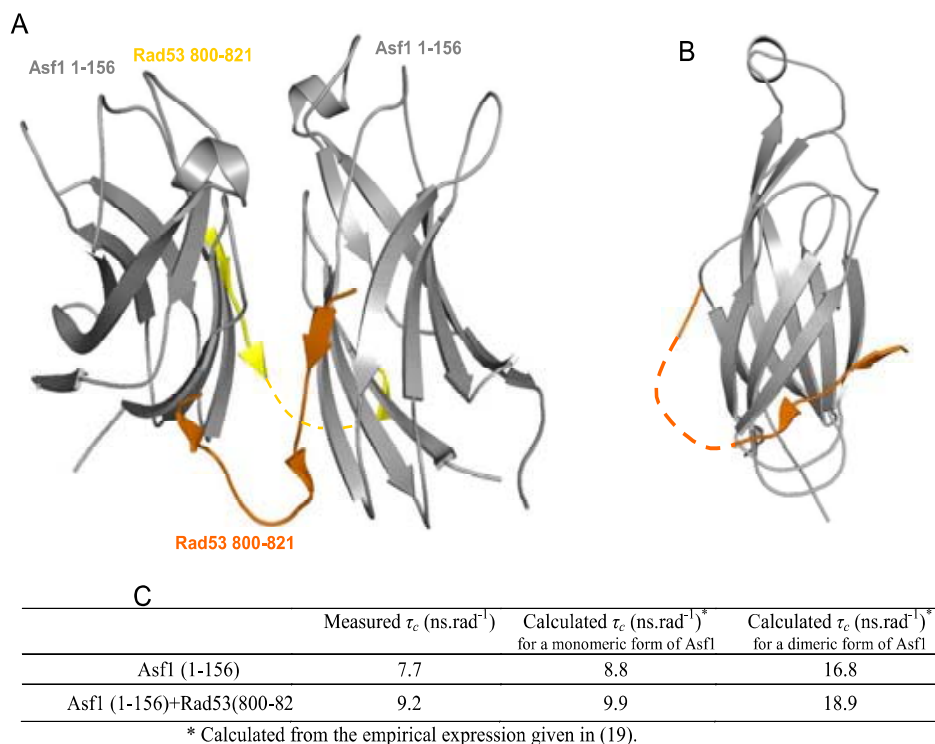 A
Asf1 1-156
Rad53 800-821
Asf1 1-156
B
Rad53 800-821
C
Measured τc (ns.rad-1)
Calculated τc (ns.rad-1)*
for a monomeric form of Asf1
Calculated τc (ns.rad-1)*
for a dimeric form of Asf1
Asf1 (1-156) 7.7 8.8 16.8
Asf1 (1-156)+Rad53(800-82 9.2 9.9 18.9
* Calculated from the empirical expression given in (19).